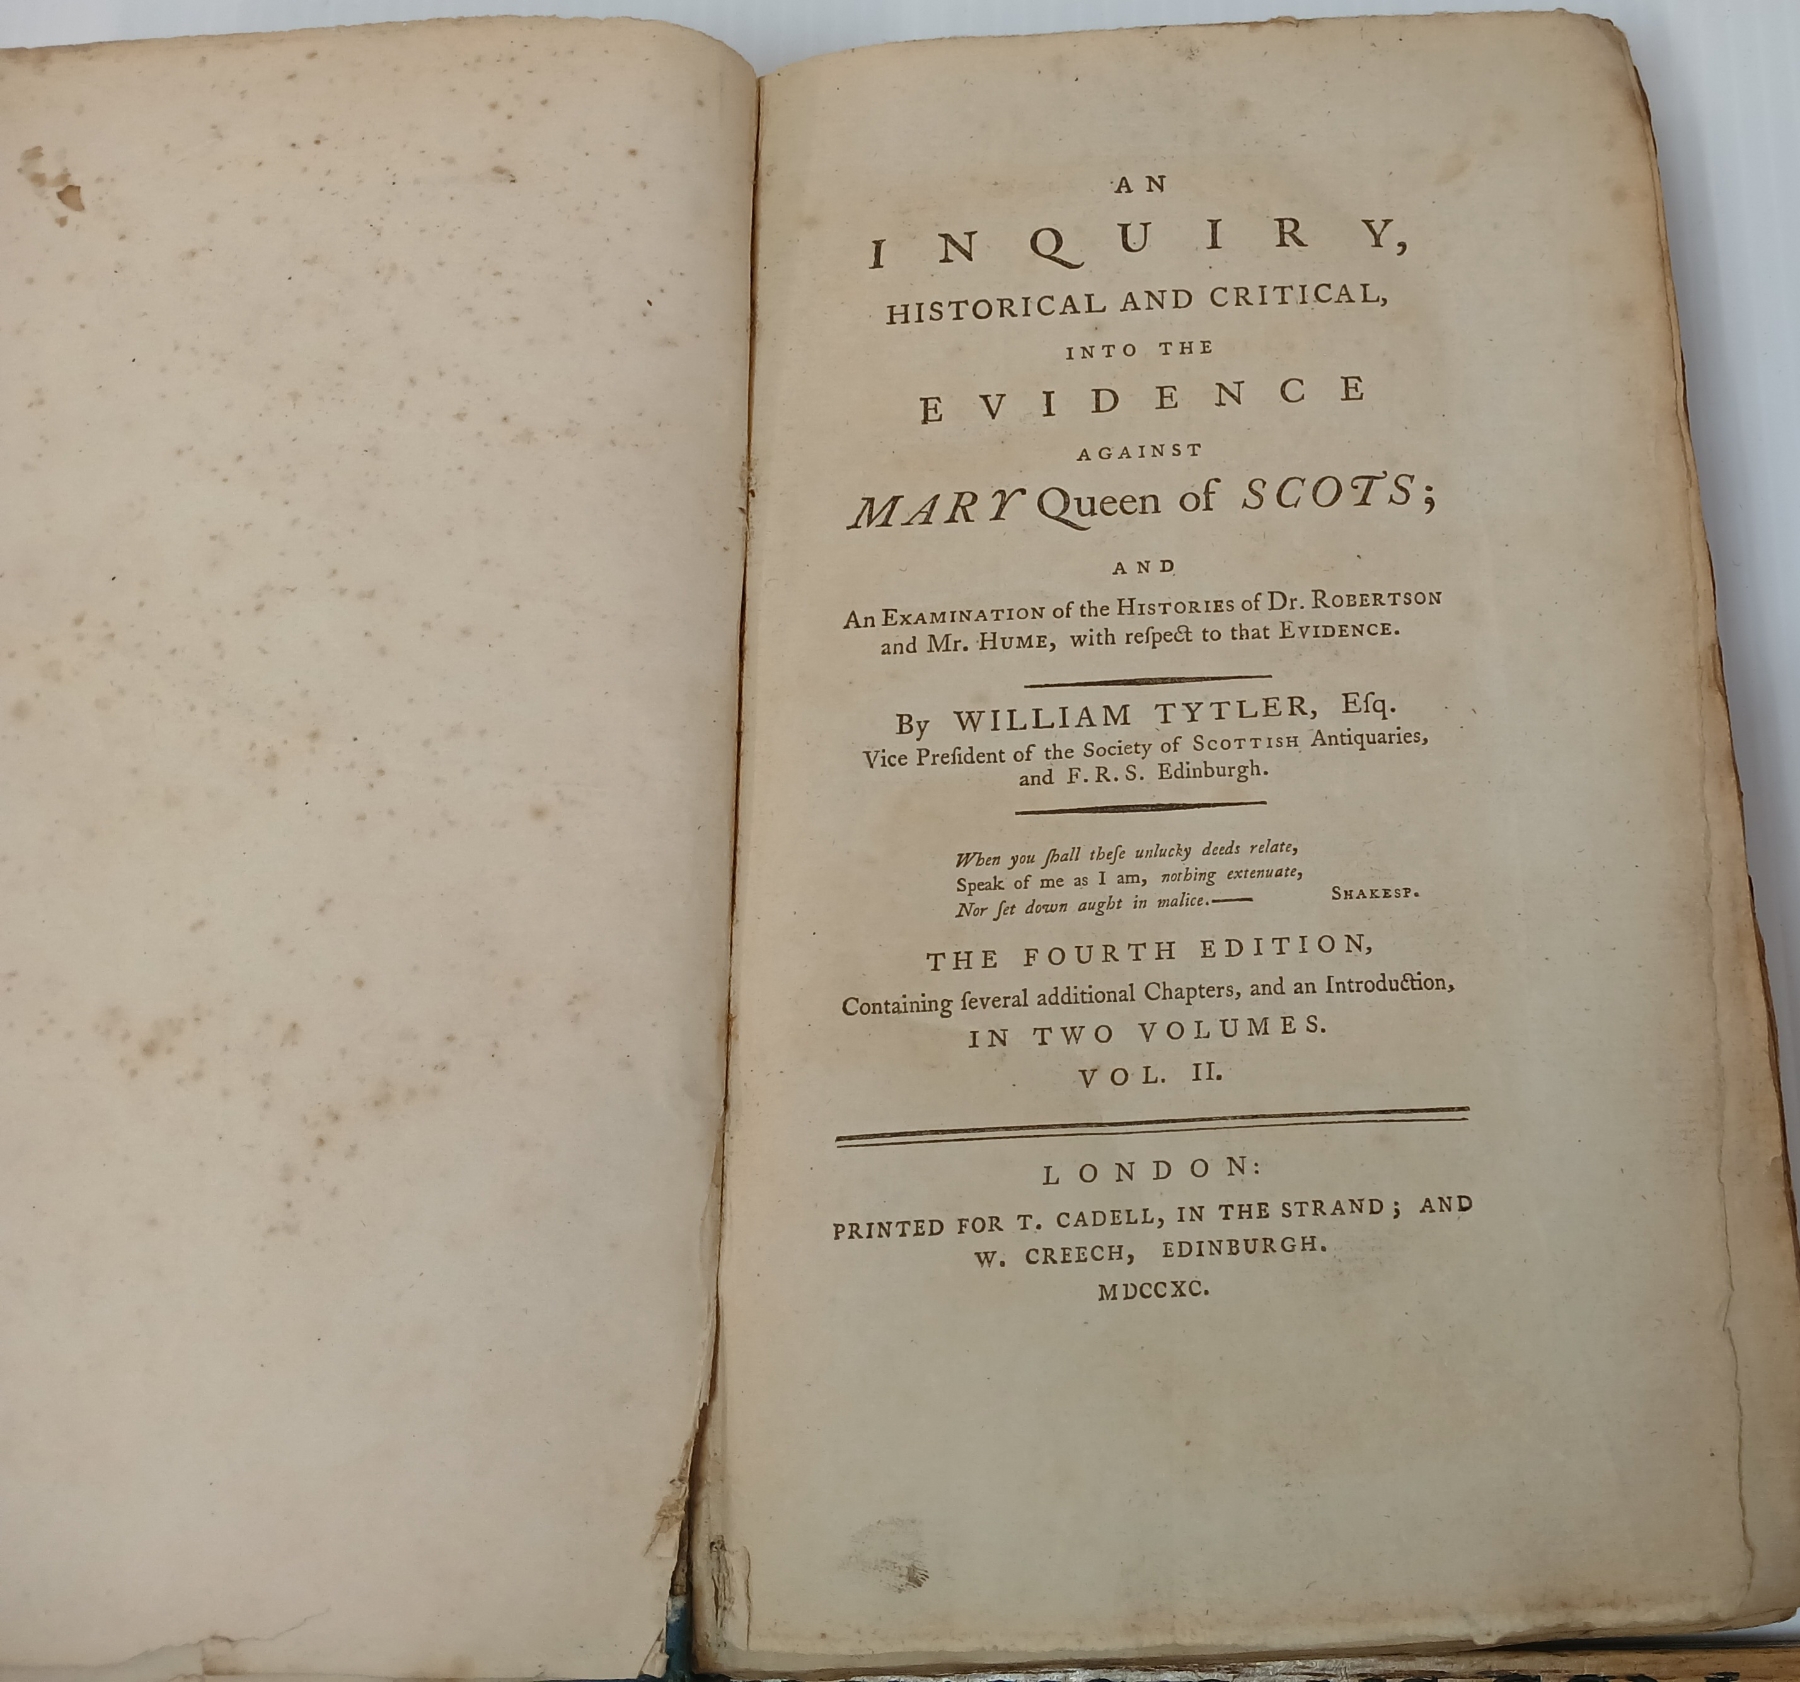 AN
INQUIRY,
HISTORICAL AND CRITICAL,
INTO THE
EVIDENCE
AGAINST
MARY Queen of SCOTS;
AND
An EXAMINATION of the HISTORIES of Dr. ROBERTSON
and Mr. HUME, with reſpect to that EVIDENCE.
By WILLIAM TYTLER, Eſq.
Vice Preſident of the Society of SCOTTISH Antiquaries,
and F. R. S. Edinburgh.
When you ſhall theſe unlucky deeds relate,
Speak of me as I am, nothing extenuate,
Nor ſet down aught in malice.— SHAKESP.
THE FOURTH EDITION,
Containing ſeveral additional Chapters, and an Introduction,
IN TWO VOLUMES.
VOL. II.
LONDON:
PRINTED FOR T. CADELL, IN THE STRAND; AND
W. CREECH, EDINBURGH.
MDCCXC.